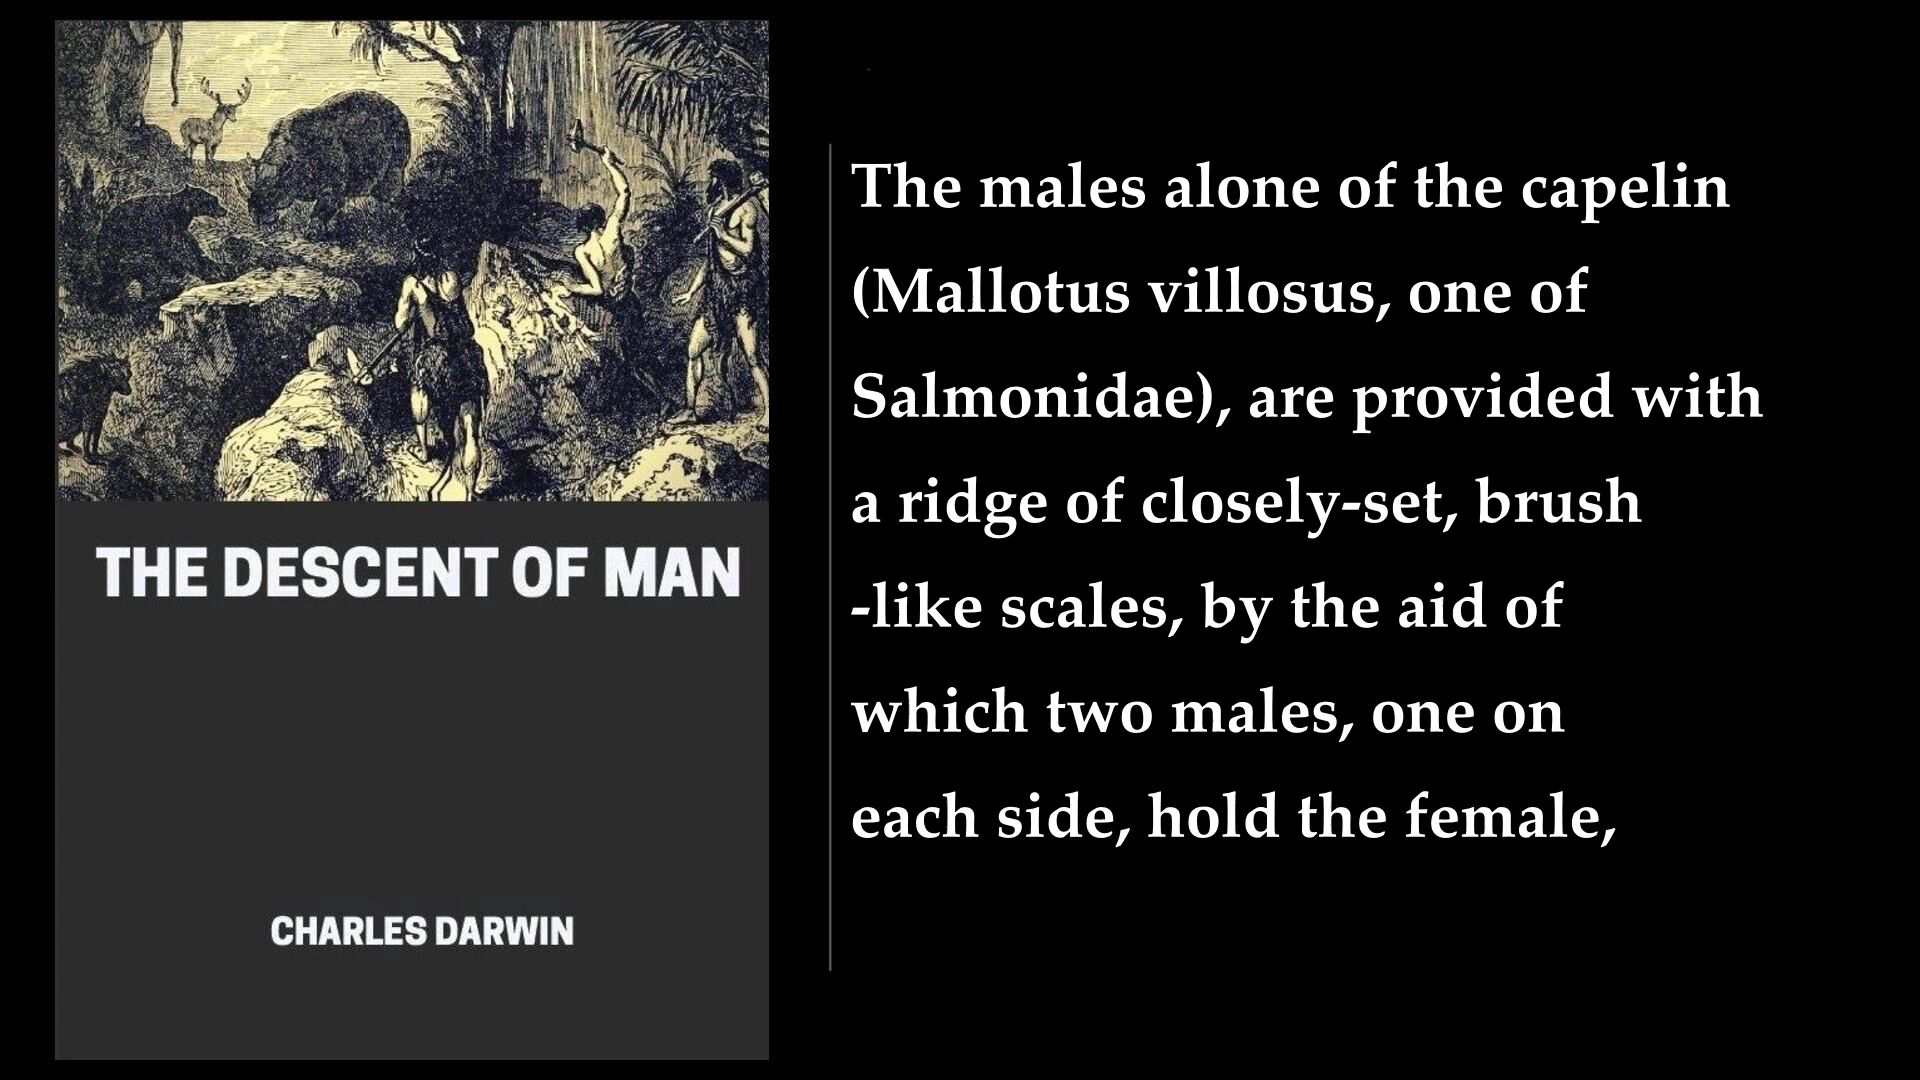 THE DESCENT OF MAN
CHARLES DARWIN
The males alone of the capelin
(Mallotus villosus, one of
Salmonidae), are provided with
a ridge of closely-set, brush
-like scales, by the aid of
which two males, one on
each side, hold the female,